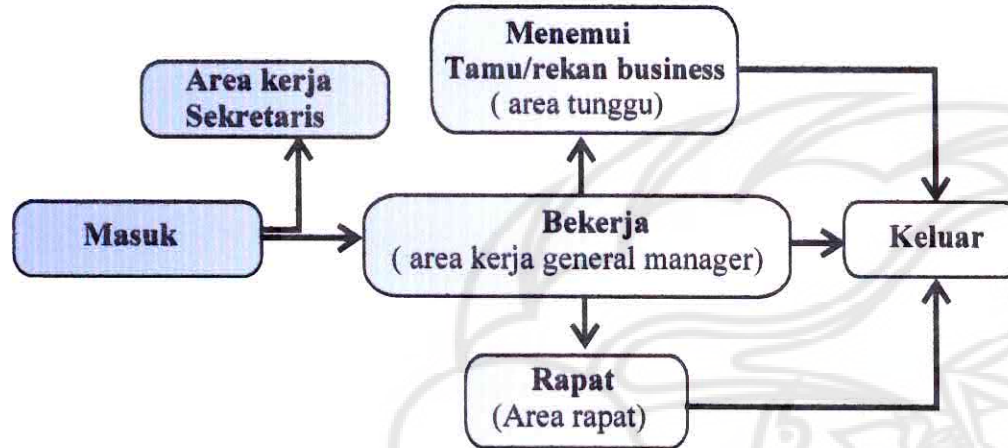 Menemui
Tamu/rekan business
( area tunggu)
Area kerja
Sekretaris
Masuk
Bekerja
( area kerja general manager)
Keluar
Rapat
(Area rapat)